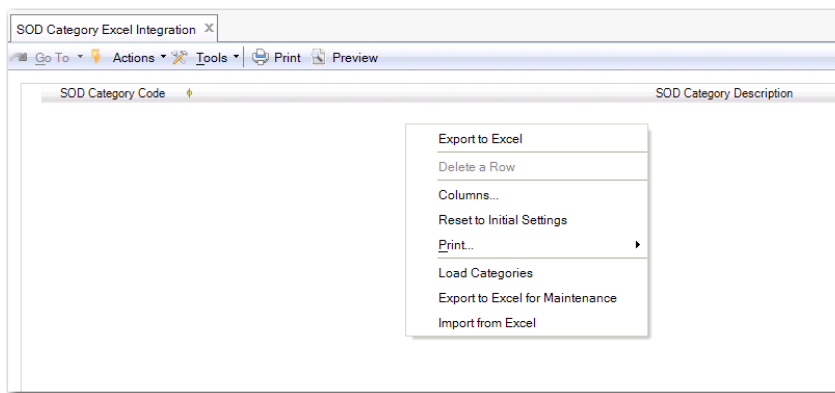 SOD Category Excel Integration X
Go To Actions Tools Print Preview
SOD Category Code SOD Category Description
Export to Excel
Delete a Row
Columns...
Reset to Initial Settings
Print...
Load Categories
Export to Excel for Maintenance
Import from Excel